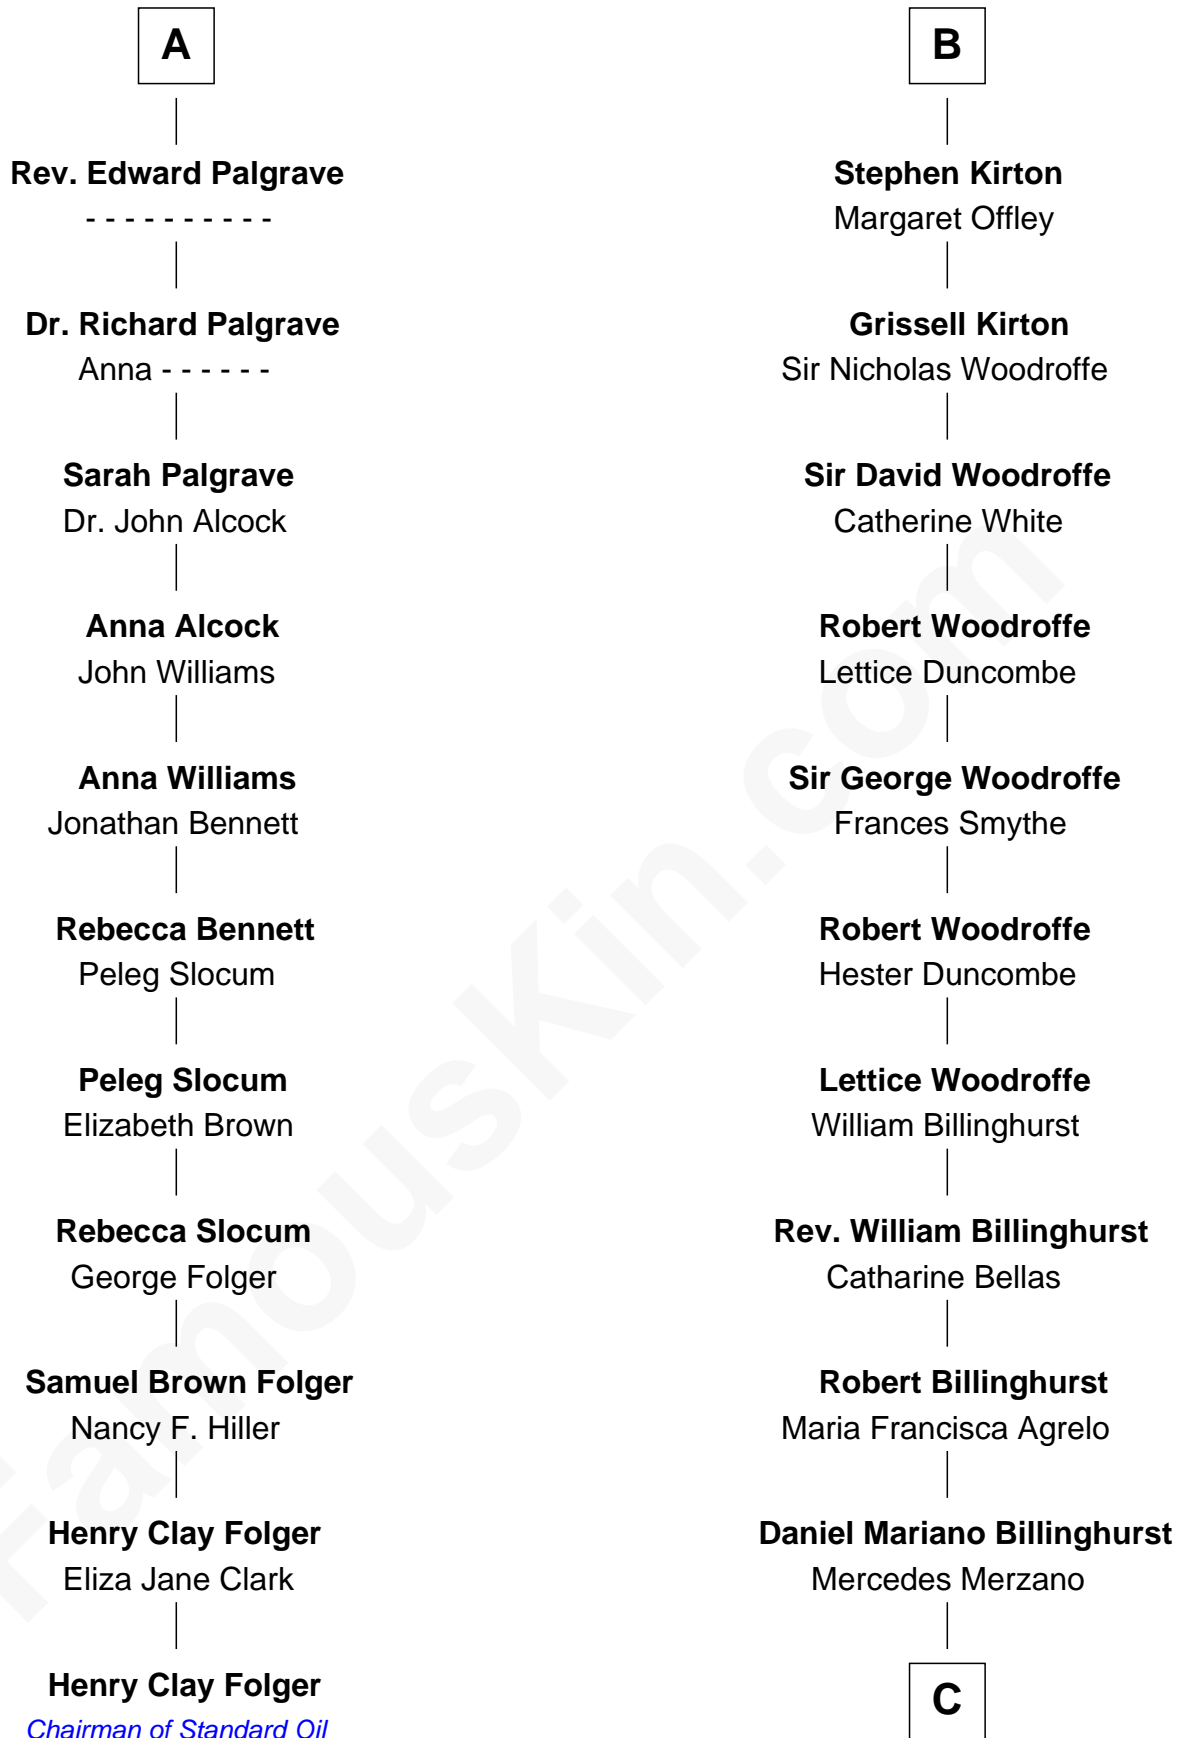 A
Rev. Edward Palgrave
- - - - - - - - - -
Dr. Richard Palgrave
Anna - - - - - -
Sarah Palgrave
Dr. John Alcock
Anna Alcock
John Williams
Anna Williams
Jonathan Bennett
Rebecca Bennett
Peleg Slocum
Peleg Slocum
Elizabeth Brown
Rebecca Slocum
George Folger
Samuel Brown Folger
Nancy F. Hiller
Henry Clay Folger
Eliza Jane Clark
Henry Clay Folger
Chairman of Standard Oil
B
Stephen Kirton
Margaret Offley
Grissell Kirton
Sir Nicholas Woodroffe
Sir David Woodroffe
Catherine White
Robert Woodroffe
Lettice Duncombe
Sir George Woodroffe
Frances Smythe
Robert Woodroffe
Hester Duncombe
Lettice Woodroffe
William Billinghurst
Rev. William Billinghurst
Catharine Bellas
Robert Billinghurst
Maria Francisca Agrelo
Daniel Mariano Billinghurst
Mercedes Merzano
C
FamousKin.com